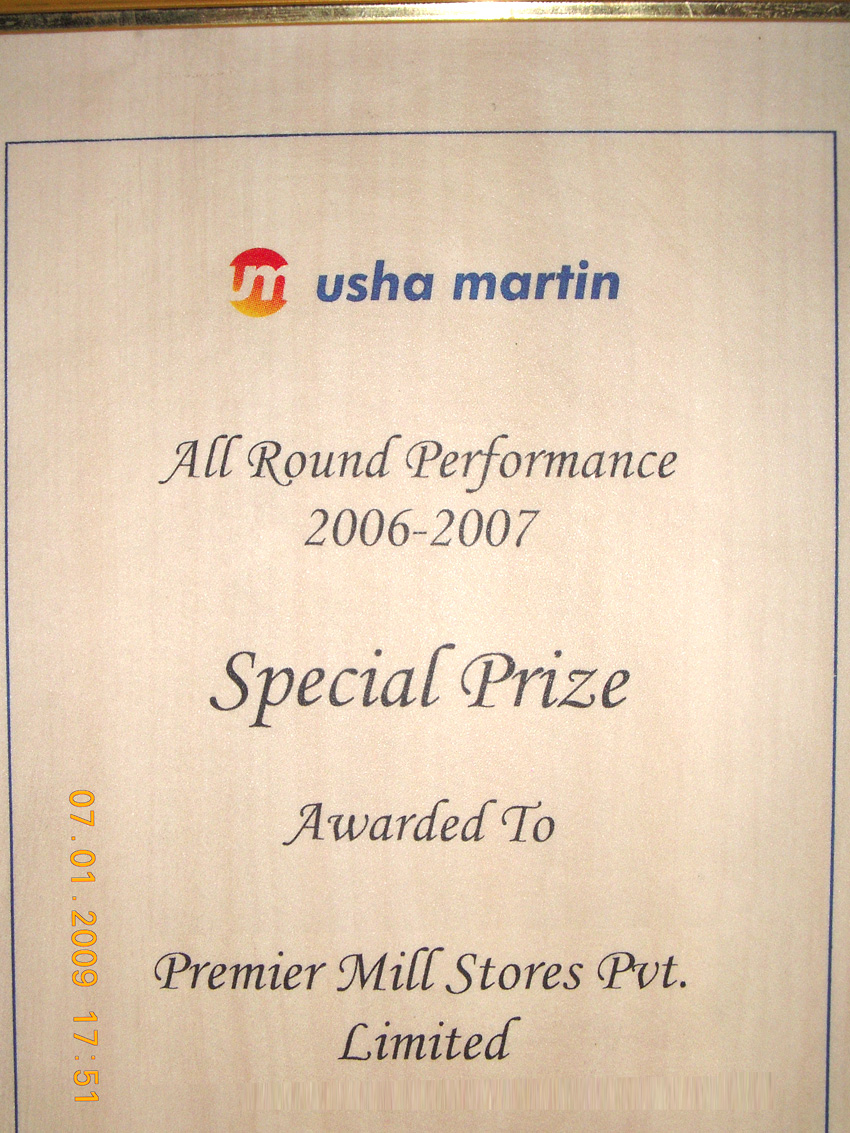 um usha martin
All Round Performance
2006-2007
Special Prize
Awarded To
Premier Mill Stores Pvt.
Limited
07.01.2009 17:51